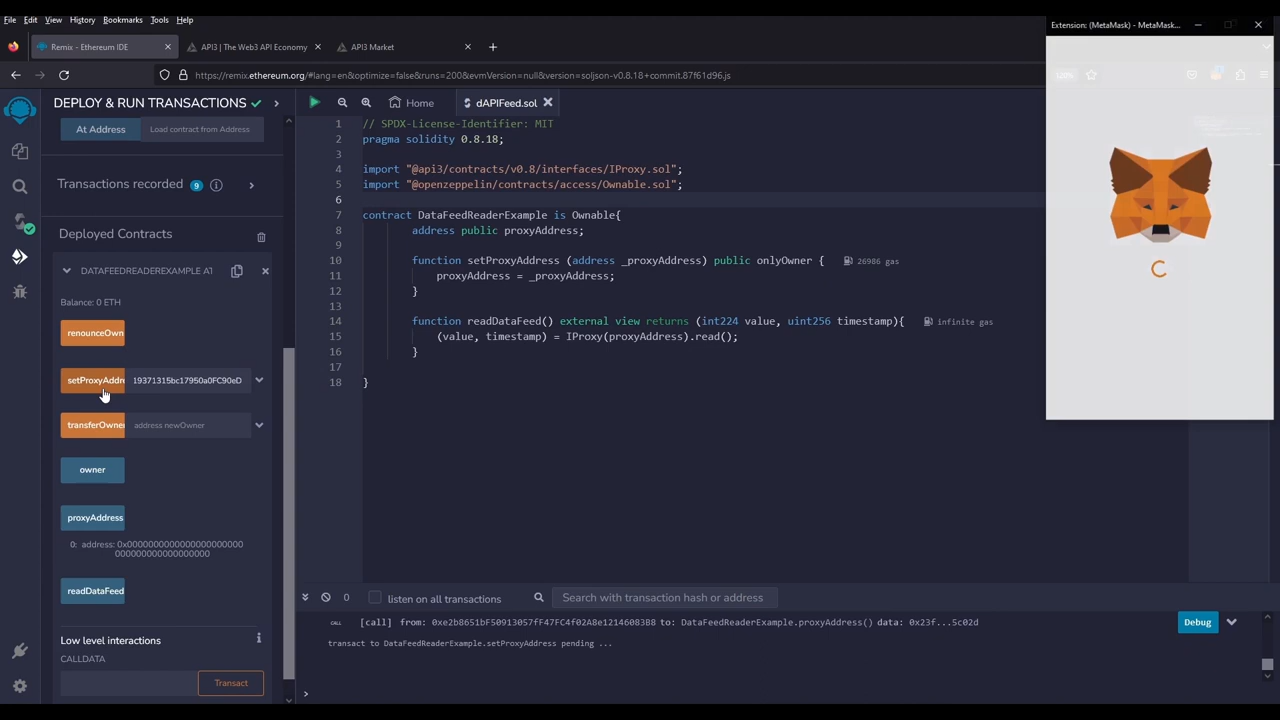 File Edit View History Bookmarks Tools Help
Extension: (MetaMask) - MetaMask...
Remix - Ethereum IDE
API3 | The Web3 API Economy
API3 Market
https://remix.ethereum.org/#lang=en&optimize=false&runs=200&evmVersion=null&version=soljson-v0.8.18+commit.87f61d96.js
120%
DEPLOY & RUN TRANSACTIONS
Home
dAPIFeed.sol
At Address
Load contract from Address
Transactions recorded 9
Deployed Contracts
DATAFEEDREADEREXAMPLE AT
Balance: 0 ETH
renounceOwn
setProxyAddr
19371315bc17950a0FC90eD
transferOwne
address newOwner
owner
proxyAddress
0: address: 0x00000000000000000000000
00000000000000000
readDataFeed
Low level interactions
CALLDATA
Transact
1 // SPDX-License-Identifier: MIT
2 pragma solidity 0.8.18;
3
4 import "@api3/contracts/v0.8/interfaces/IProxy.sol";
5 import "@openzeppelin/contracts/access/Ownable.sol";
6
7 contract DataFeedReaderExample is Ownable{
8 address public proxyAddress;
9
10 function setProxyAddress (address _proxyAddress) public onlyOwner { 26986 gas
11 proxyAddress = _proxyAddress;
12 }
13
14 function readDataFeed() external view returns (int224 value, uint256 timestamp){ infinite gas
15 (value, timestamp) = IProxy(proxyAddress).read();
16 }
17
18 }
0
listen on all transactions
Search with transaction hash or address
CALL [call] from: 0xe2b8651bF50913057fF47FC4f02A8e12146083B8 to: DataFeedReaderExample.proxyAddress() data: 0x23f...5c02d
Debug
transact to DataFeedReaderExample.setProxyAddress pending ...
>